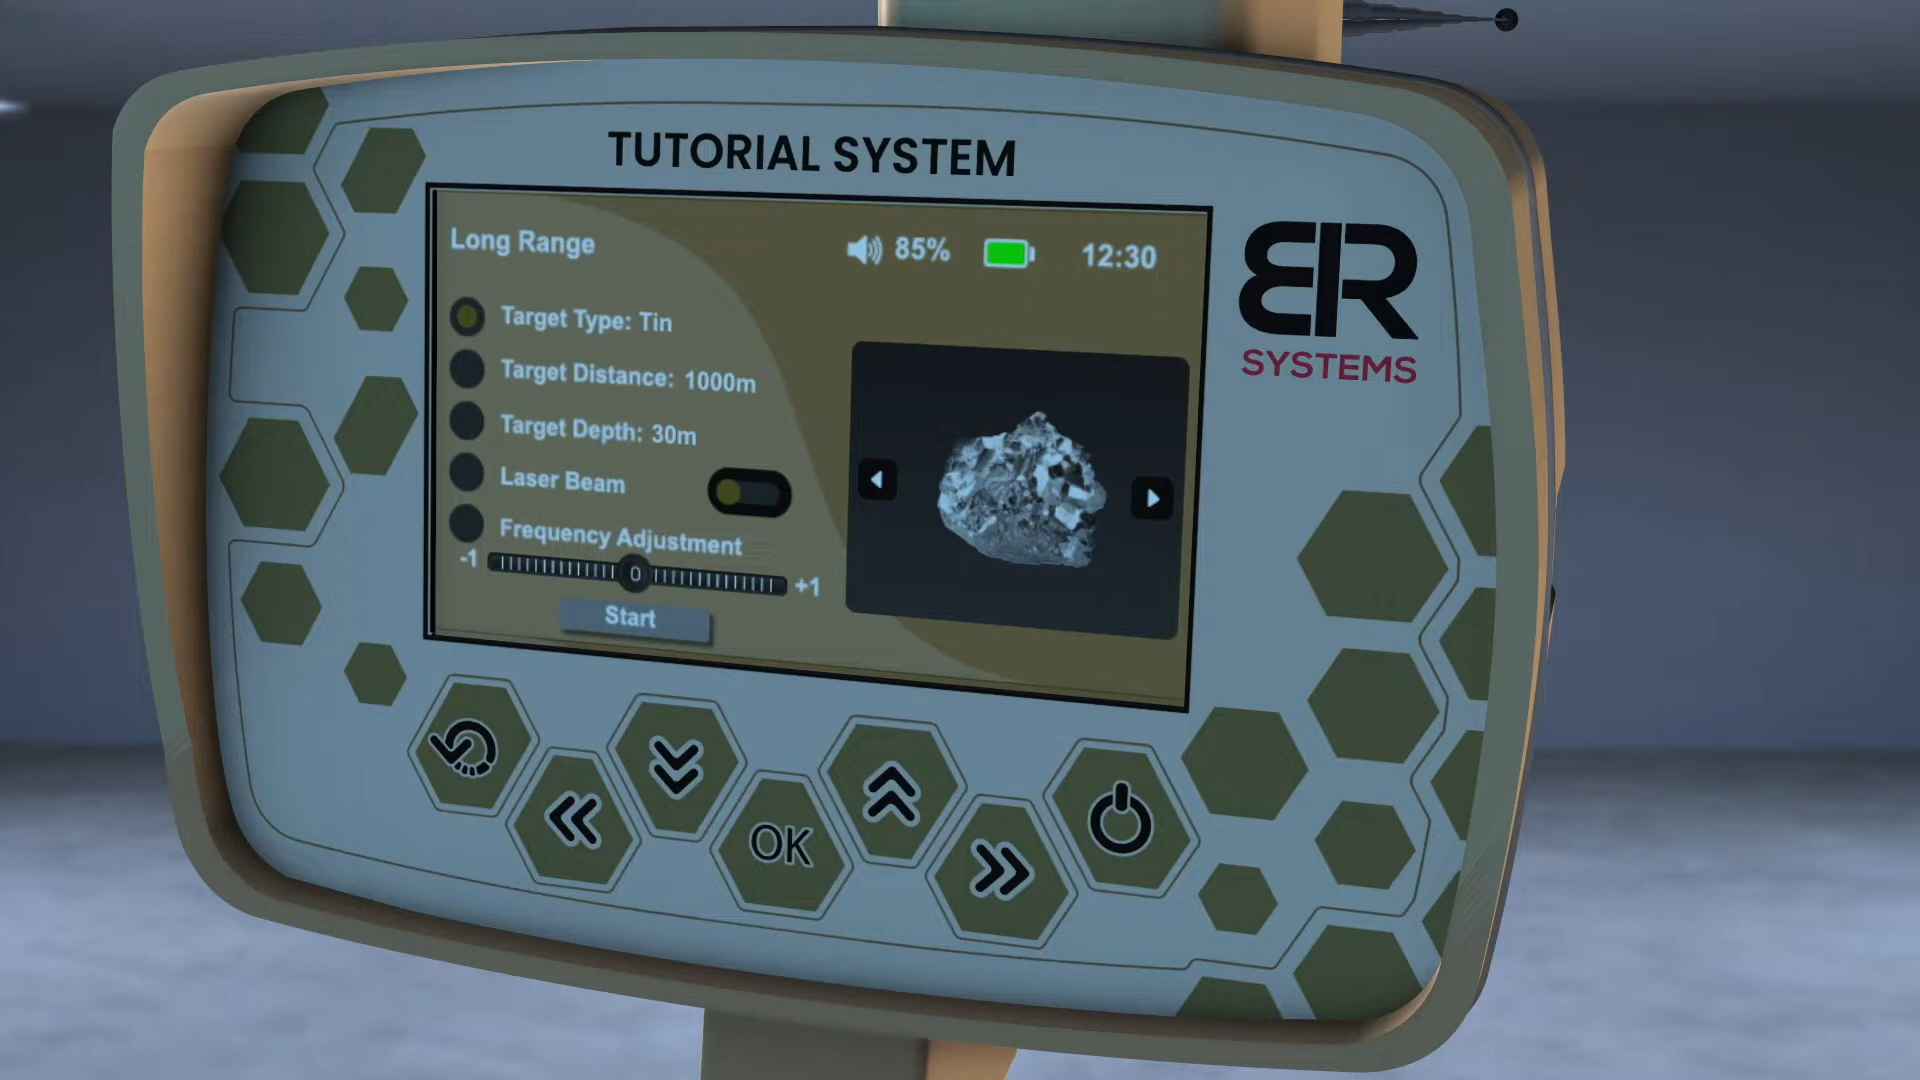 TUTORIAL SYSTEM
Long Range
85%
12:30
Target Type: Tin
Target Distance: 1000m
Target Depth: 30m
Laser Beam
Frequency Adjustment
-1
0
+1
Start
BR
SYSTEMS
OK